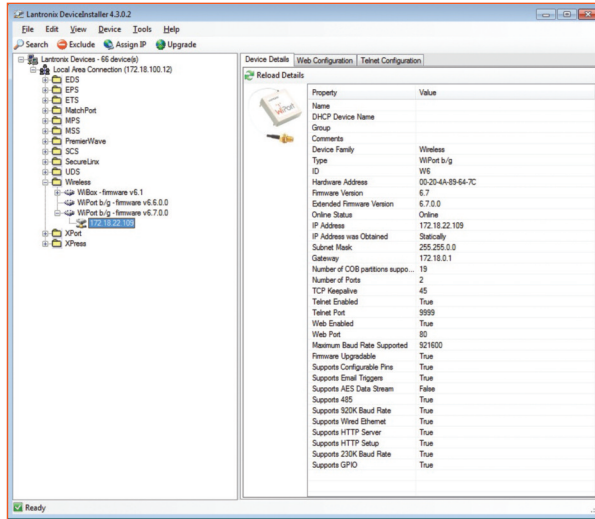 Lantronix DeviceInstaller 4.3.0.2
File Edit View Device Tools Help
Search Exclude Assign IP Upgrade
Lantronix Devices - 66 device(s)
Local Area Connection (172.18.100.12)
EDS
EPS
ETS
MatchPort
MPS
MSS
PremierWave
SCS
SecureLinx
UDS
Wireless
WiBox - firmware v6.1
WiPort b/g - firmware v6.6.0.0
WiPort b/g - firmware v6.7.0.0
172.18.22.109
XPort
XPress
Device Details Web Configuration Telnet Configuration
Reload Details
WiPort
Property Value
Name
DHCP Device Name
Group
Comments
Device Family Wireless
Type WiPort b/g
ID W6
Hardware Address 00-20-4A-89-64-7C
Firmware Version 6.7
Extended Firmware Version 6.7.0.0
Online Status Online
IP Address 172.18.22.109
IP Address was Obtained Statically
Subnet Mask 255.255.0.0
Gateway 172.18.0.1
Number of COB partitions suppo... 19
Number of Ports 2
TCP Keepalive 45
Telnet Enabled True
Telnet Port 9999
Web Enabled True
Web Port 80
Maximum Baud Rate Supported 921600
Firmware Upgradable True
Supports Configurable Pins True
Supports Email Triggers True
Supports AES Data Stream False
Supports 485 True
Supports 920K Baud Rate True
Supports Wired Ethernet True
Supports HTTP Server True
Supports HTTP Setup True
Supports 230K Baud Rate True
Supports GPIO True
Ready